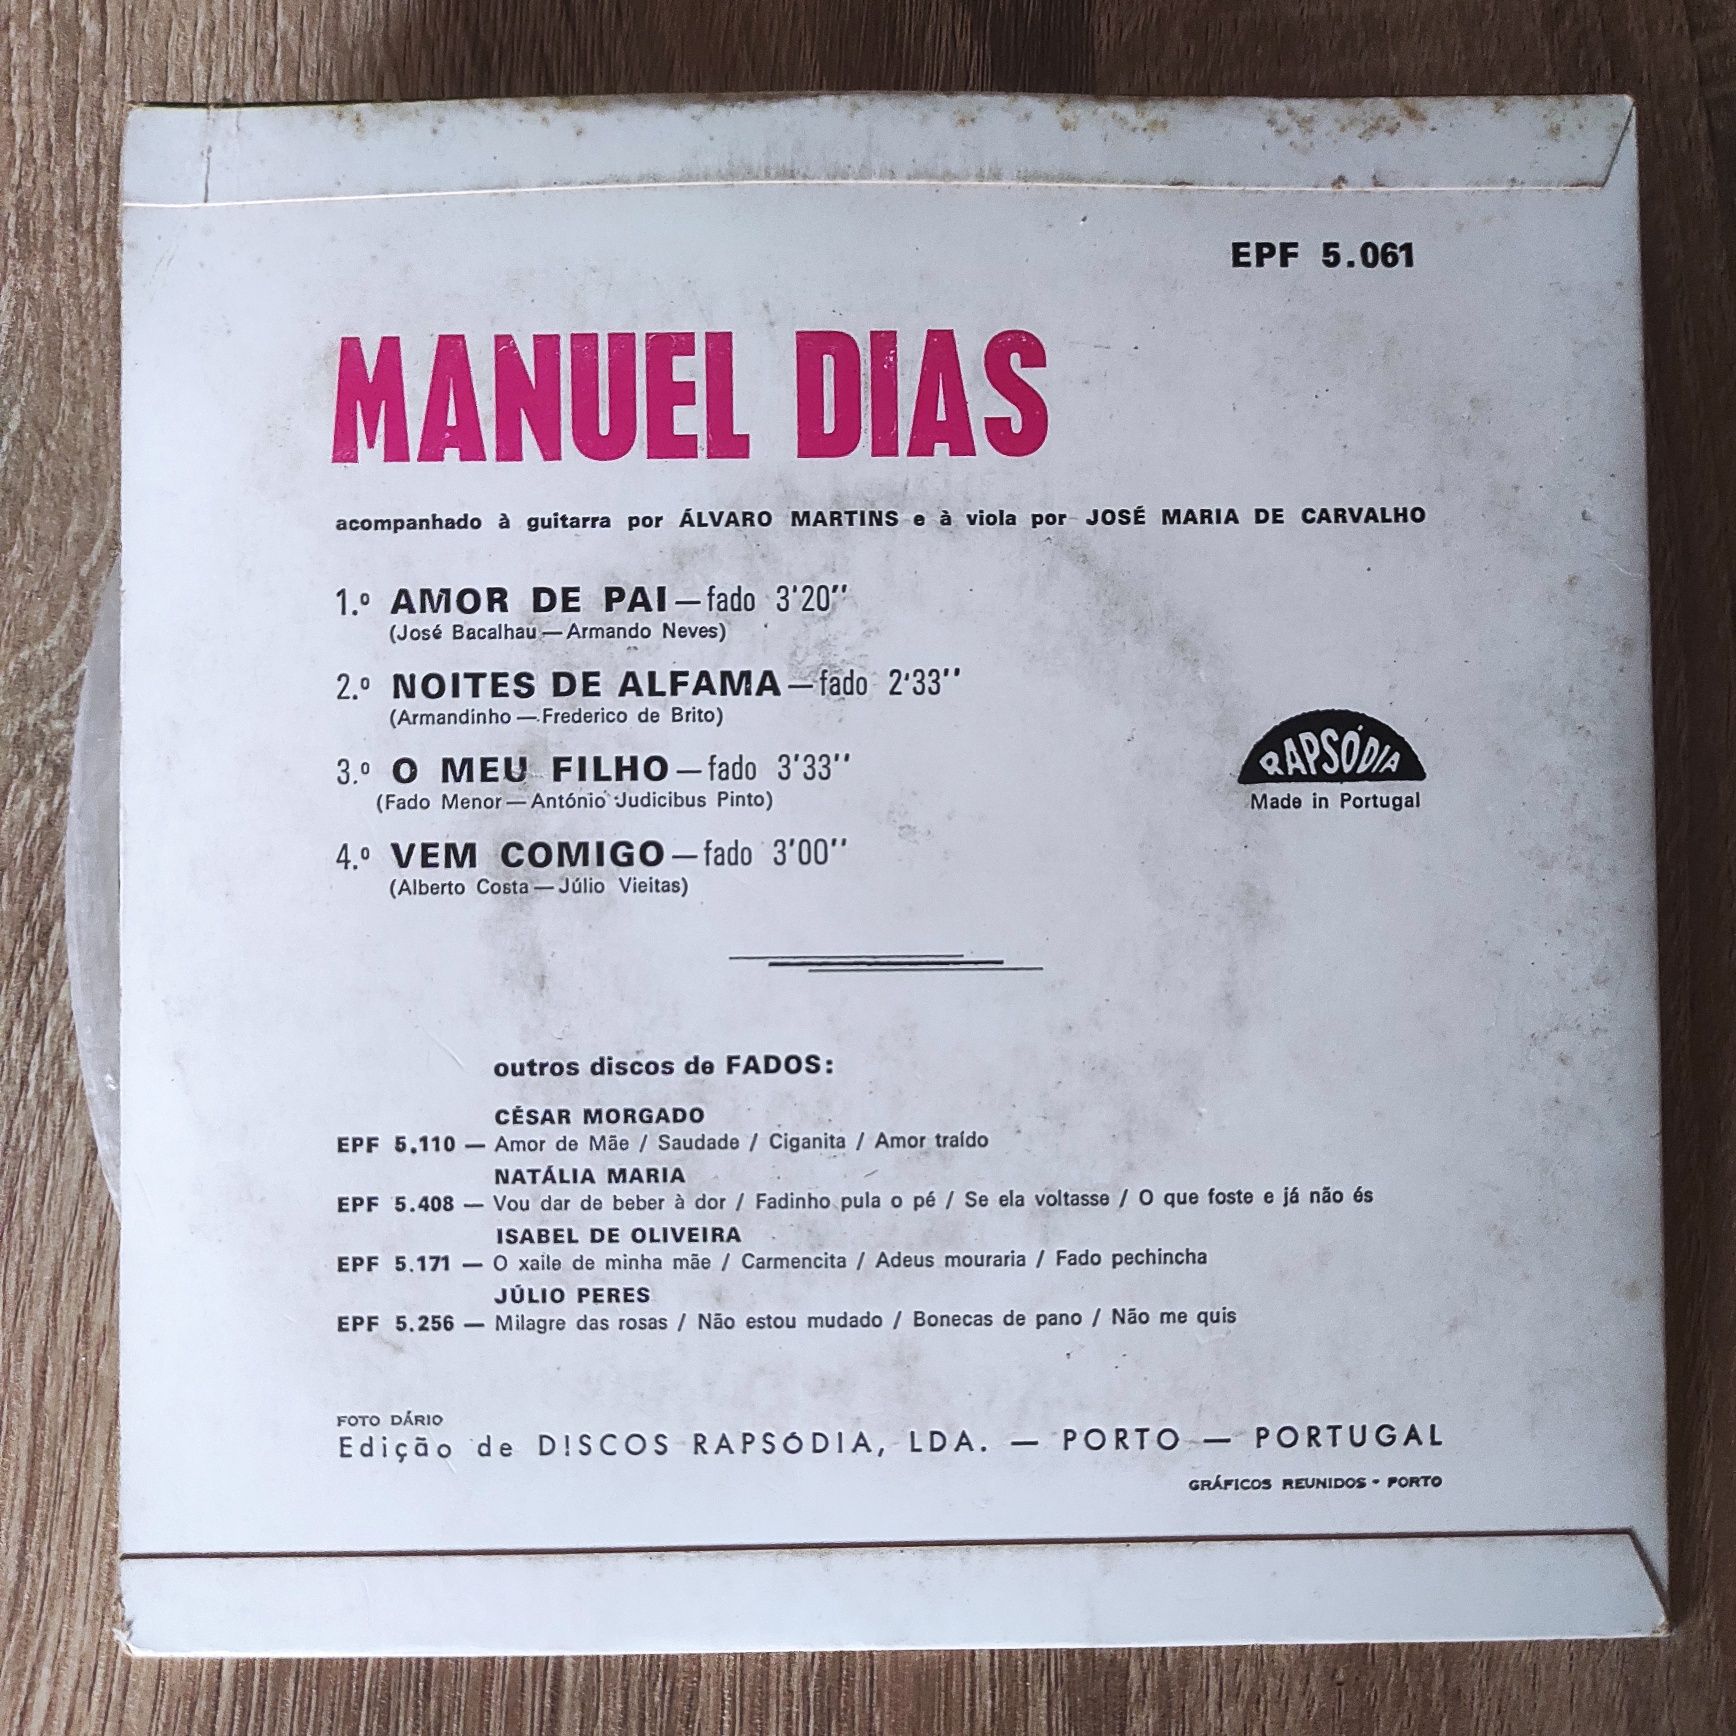 EPF 5.061
MANUEL DIAS
acompanhado à guitarra por ÁLVARO MARTINS e à viola por JOSÉ MARIA DE CARVALHO
1.º AMOR DE PAI — fado 3'20''
(José Bacalhau — Armando Neves)
2.º NOITES DE ALFAMA — fado 2'33''
(Armandinho — Frederico de Brito)
3.º O MEU FILHO — fado 3'33''
(Fado Menor — António Judicibus Pinto)
4.º VEM COMIGO — fado 3'00''
(Alberto Costa — Júlio Vieitas)
RAPSÓDIA
Made in Portugal
outros discos de FADOS:
CÉSAR MORGADO
EPF 5.110 — Amor de Mãe / Saudade / Ciganita / Amor traído
NATÁLIA MARIA
EPF 5.408 — Vou dar de beber à dor / Fadinho pula o pé / Se ela voltasse / O que foste e já não és
ISABEL DE OLIVEIRA
EPF 5.171 — O xaile de minha mãe / Carmencita / Adeus mouraria / Fado pechincha
JÚLIO PERES
EPF 5.256 — Milagre das rosas / Não estou mudado / Bonecas de pano / Não me quis
FOTO DÁRIO
Edição de DISCOS RAPSÓDIA, LDA. — PORTO — PORTUGAL
GRÁFICOS REUNIDOS - PORTO